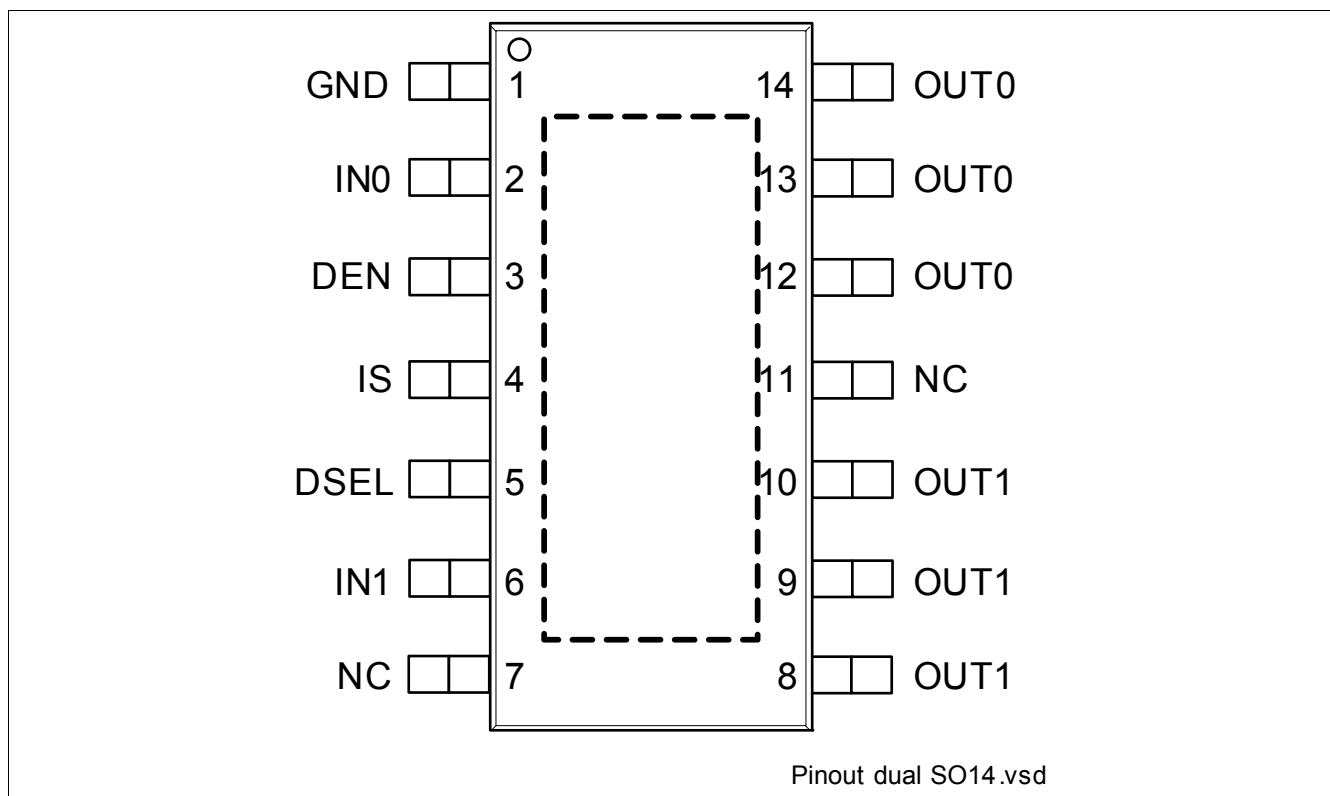 GND 1 14 OUT0
IN0 2 13 OUT0
DEN 3 12 OUT0
IS 4 11 NC
DSEL 5 10 OUT1
IN1 6 9 OUT1
NC 7 8 OUT1
Pinout dual SO14.vsd